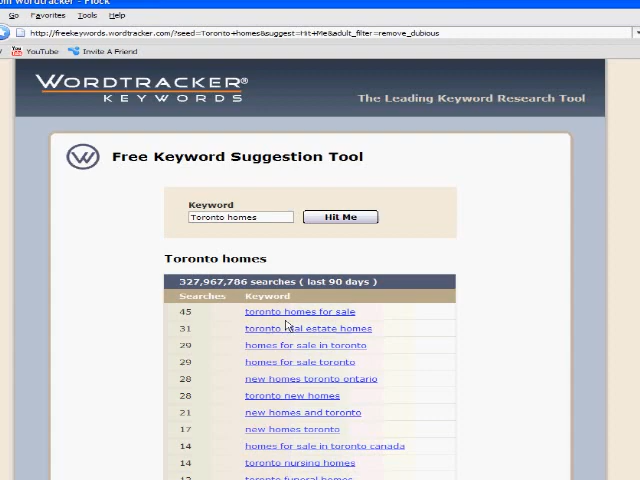 Wordtracker - Flock
Go Favorites Tools Help
http://freekeywords.wordtracker.com/?seed=Toronto+homes&suggest=Hit+Me&adult_filter=remove_dubious
YouTube Invite A Friend
WORDTRACKER®
KEYWORDS
The Leading Keyword Research Tool
W Free Keyword Suggestion Tool
Keyword
Toronto homes Hit Me
Toronto homes
327,967,786 searches ( last 90 days )
Searches Keyword
45 toronto homes for sale
31 toronto real estate homes
29 homes for sale in toronto
29 homes for sale toronto
28 new homes toronto ontario
28 toronto new homes
21 new homes and toronto
17 new homes toronto
14 homes for sale in toronto canada
14 toronto nursing homes
12 toronto funeral homes